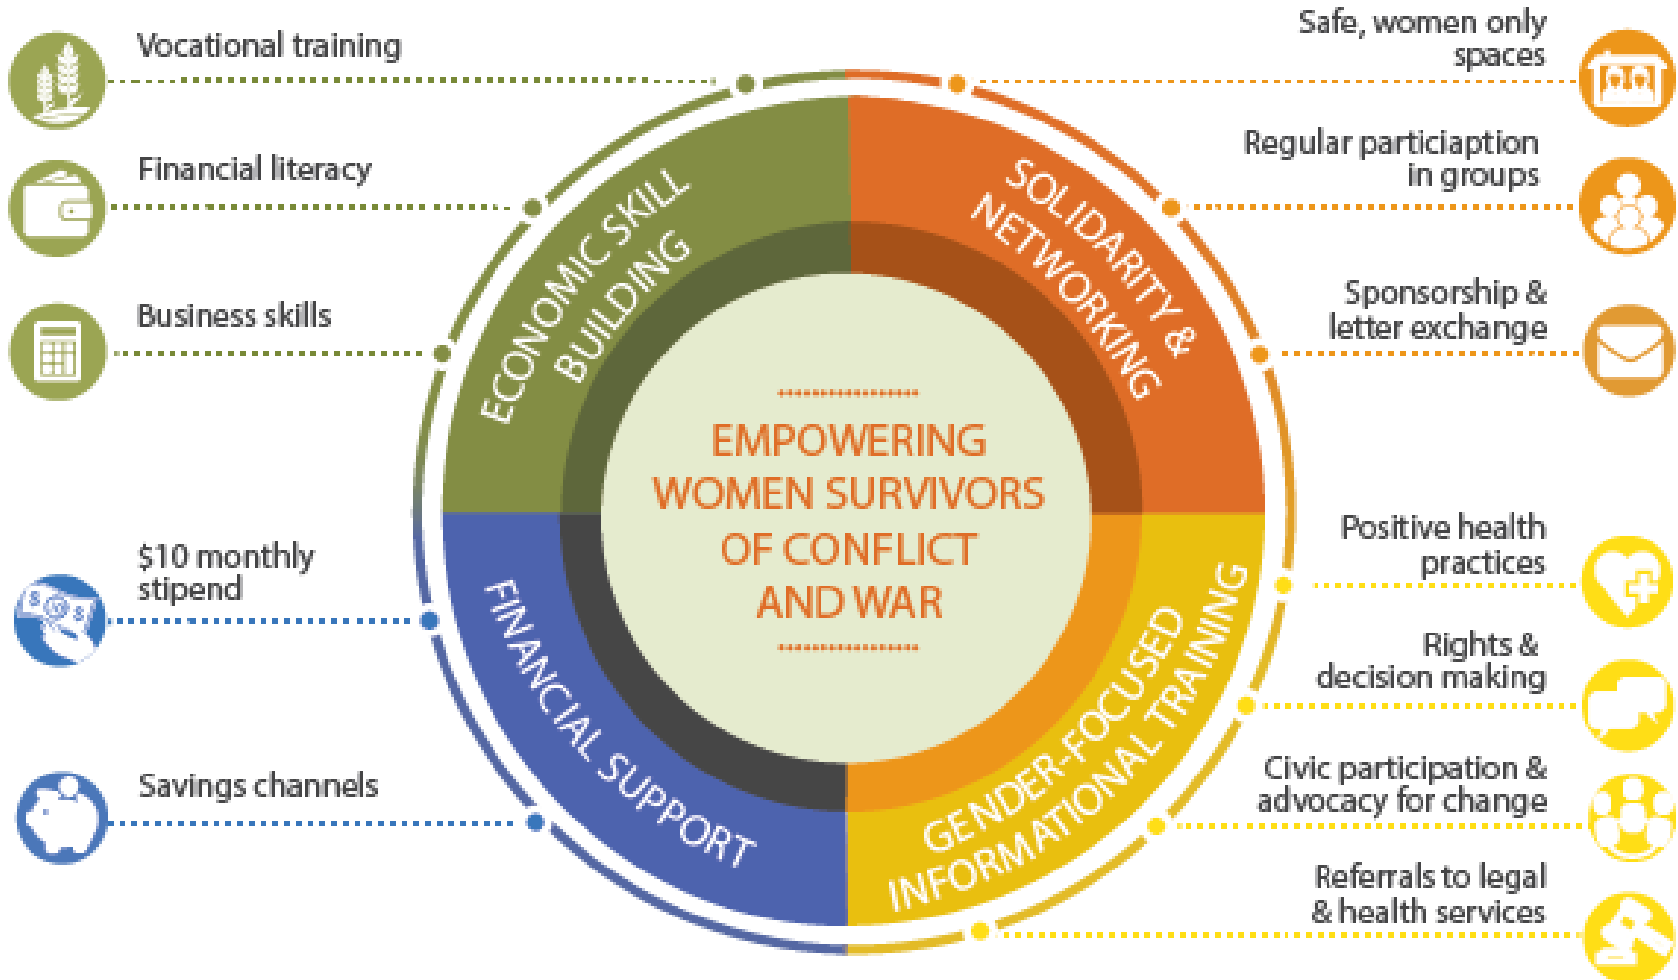 Vocational training
Financial literacy
Business skills
$10 monthly
stipend
Savings channels
ECONOMIC SKILL
BUILDING
SOLIDARITY &
NETWORKING
FINANCIAL SUPPORT
GENDER-FOCUSED
INFORMATIONAL TRAINING
EMPOWERING
WOMEN SURVIVORS
OF CONFLICT
AND WAR
Safe, women only
spaces
Regular particiaption
in groups
Sponsorship &
letter exchange
Positive health
practices
Rights &
decision making
Civic participation &
advocacy for change
Referrals to legal
& health services